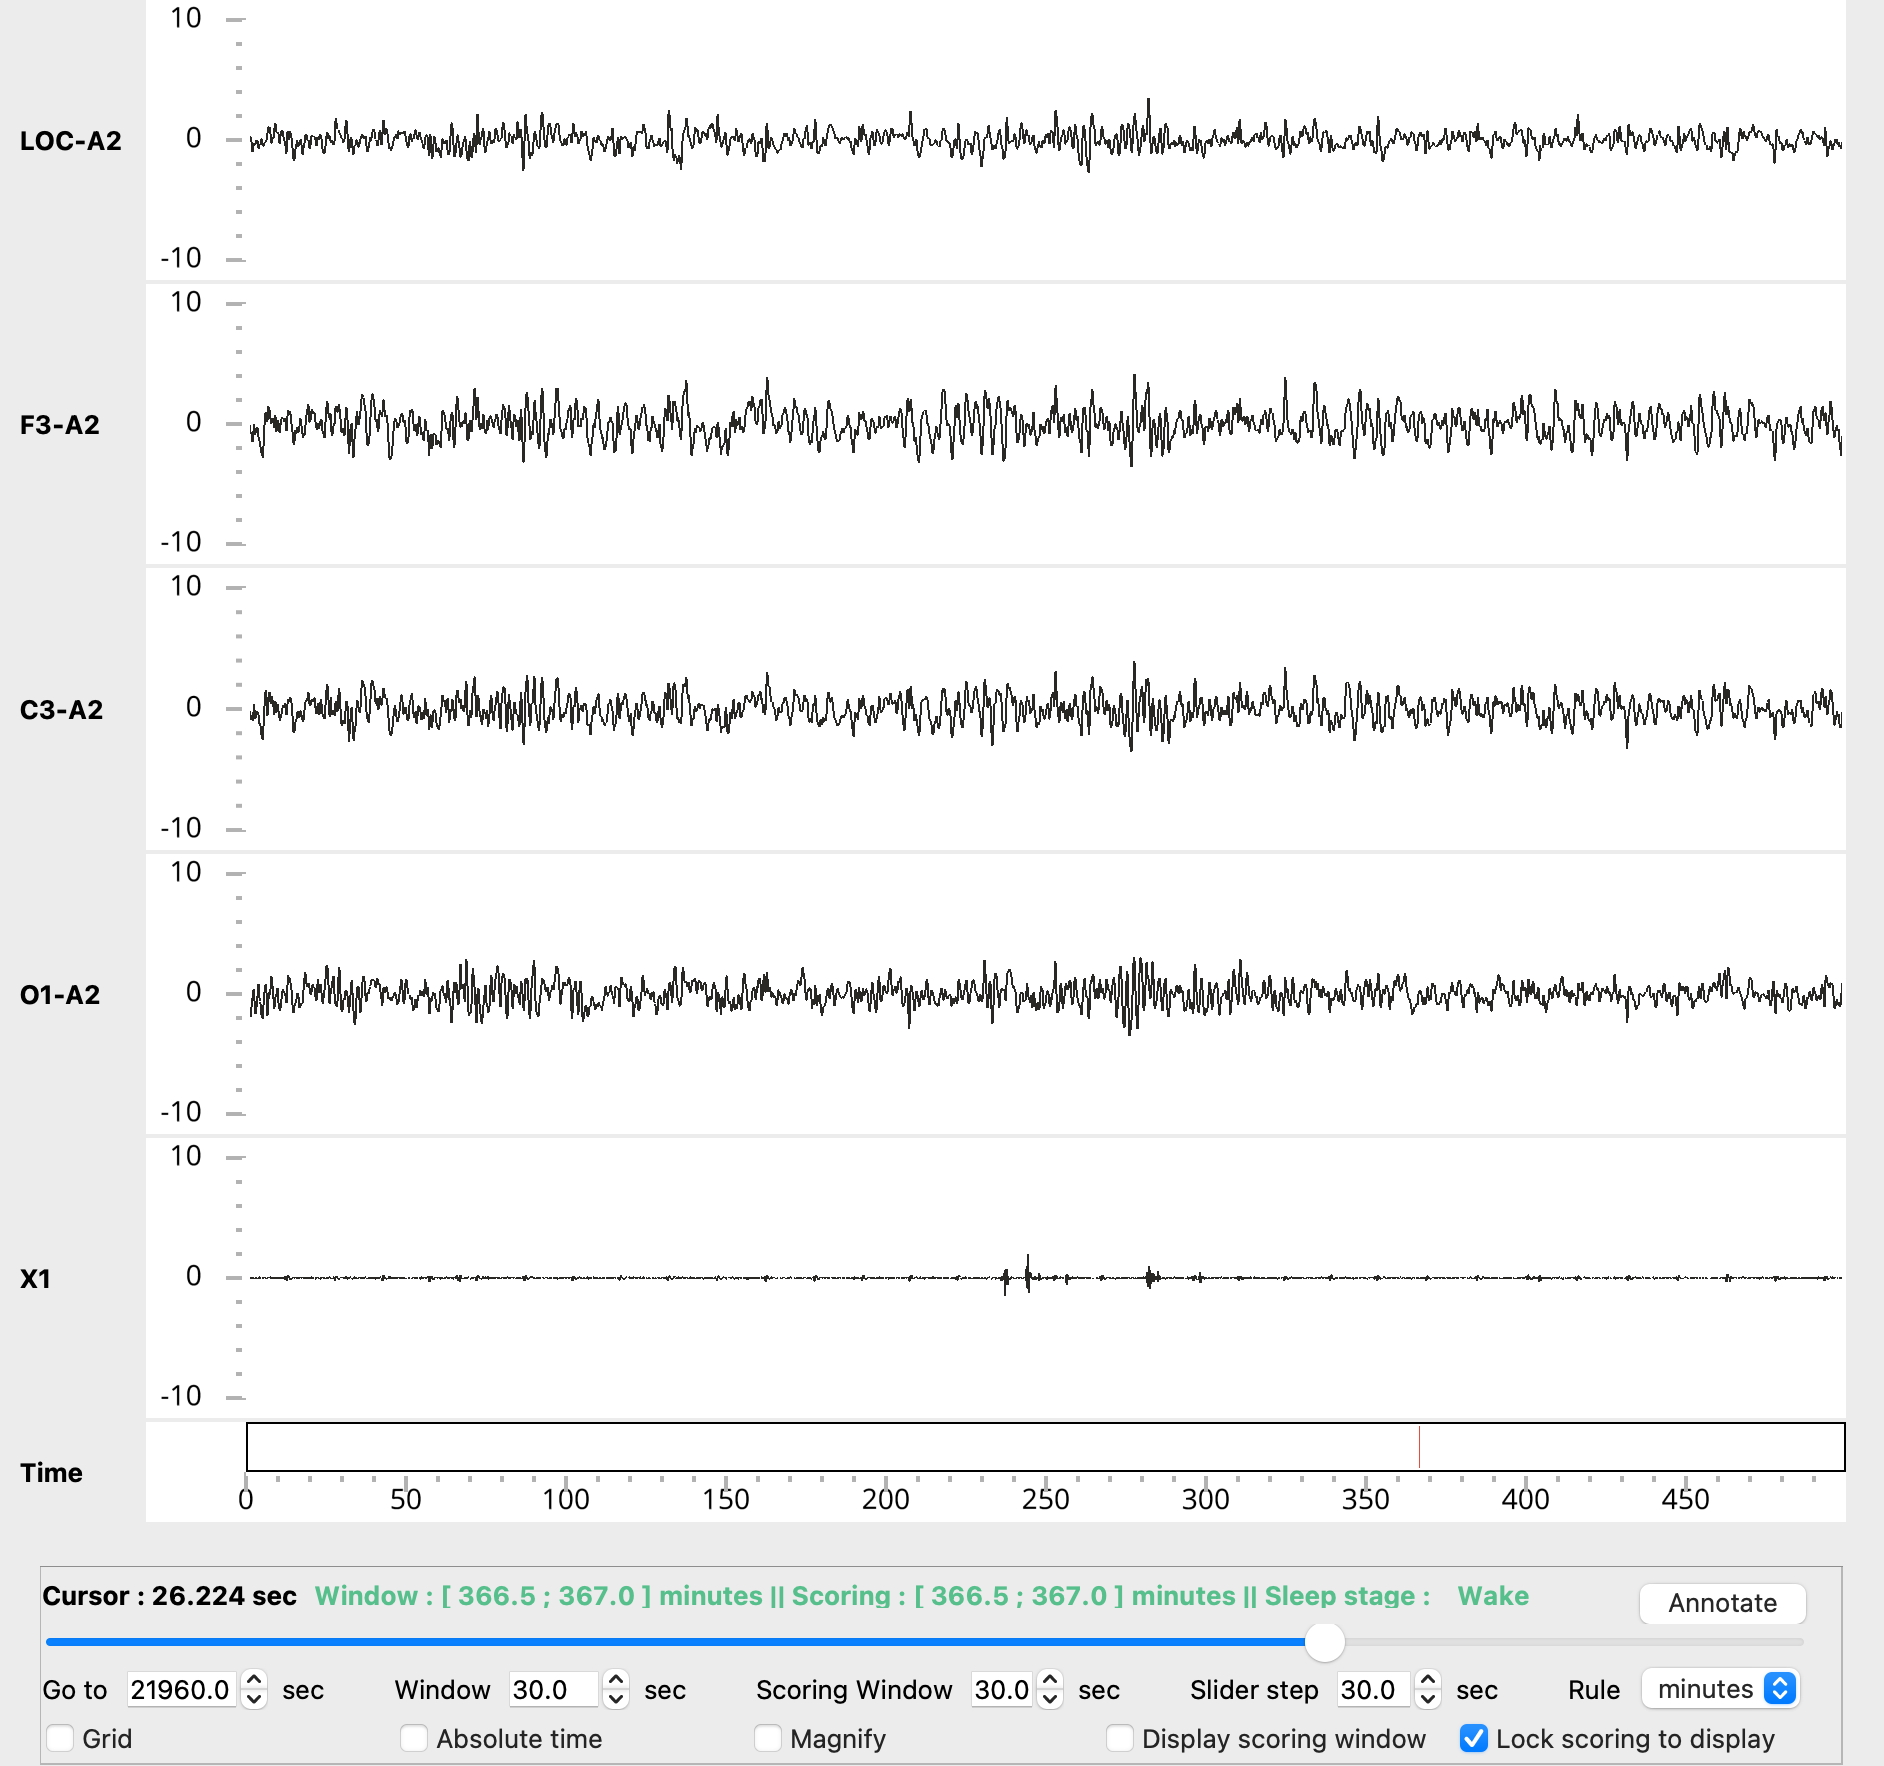 10
LOC-A2 0
-10
10
F3-A2 0
-10
10
C3-A2 0
-10
10
O1-A2 0
-10
10
X1 0
-10
Time
0 50 100 150 200 250 300 350 400 450
Cursor : 26.224 sec Window : [ 366.5 ; 367.0 ] minutes || Scoring : [ 366.5 ; 367.0 ] minutes || Sleep stage : Wake Annotate
Go to 21960.0 sec Window 30.0 sec Scoring Window 30.0 sec Slider step 30.0 sec Rule minutes
Grid Absolute time Magnify Display scoring window Lock scoring to display